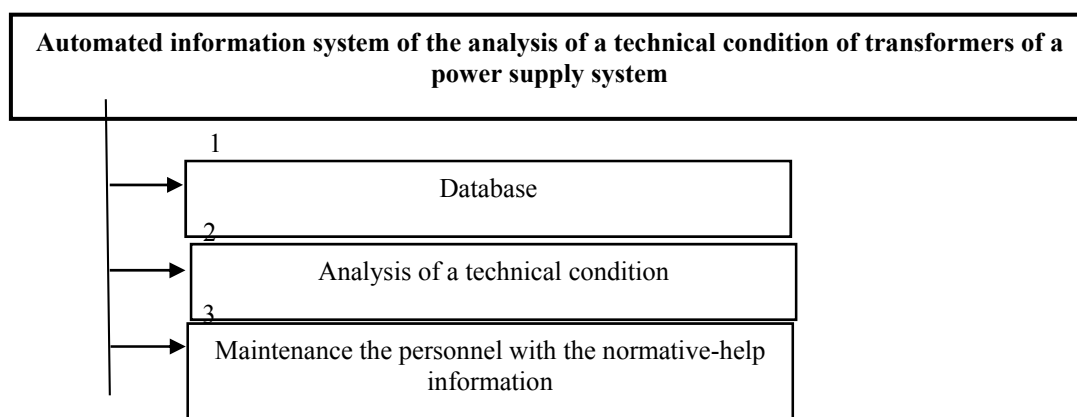 Automated information system of the analysis of a technical condition of transformers of a
power supply system
1
Database
2
Analysis of a technical condition
3
Maintenance the personnel with the normative-help
information